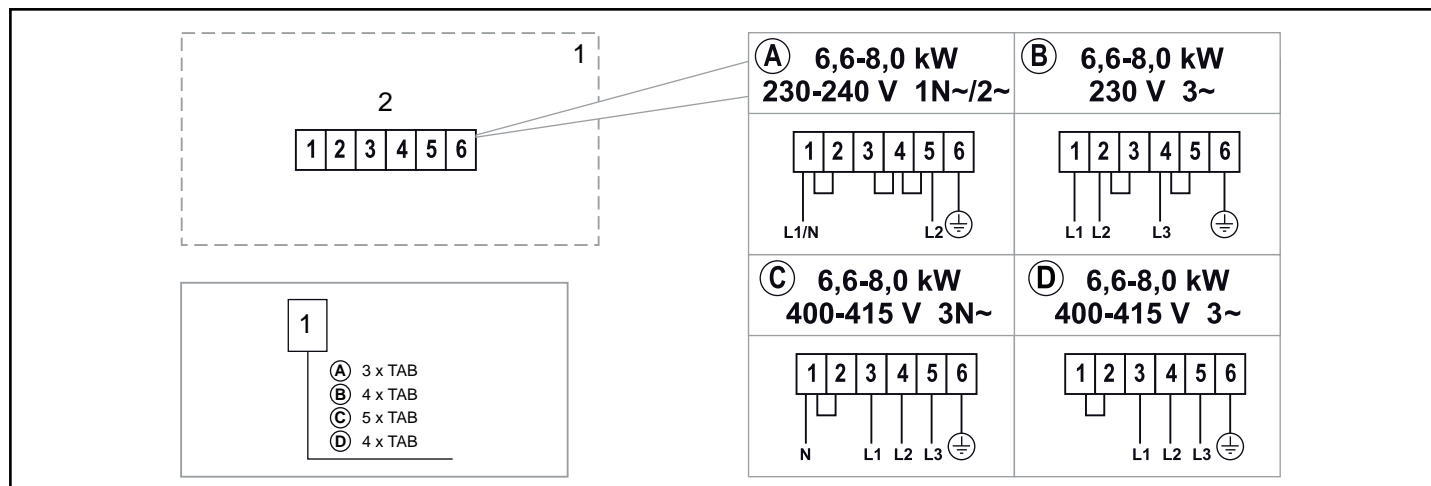 1
2
1 2 3 4 5 6
1
Ⓐ 3 x TAB
Ⓑ 4 x TAB
Ⓒ 5 x TAB
Ⓓ 4 x TAB
Ⓐ 6,6-8,0 kW
230-240 V 1N~/2~
1 2 3 4 5 6
L1/N L2
Ⓑ 6,6-8,0 kW
230 V 3~
1 2 3 4 5 6
L1 L2 L3
Ⓒ 6,6-8,0 kW
400-415 V 3N~
1 2 3 4 5 6
N L1 L2 L3
Ⓓ 6,6-8,0 kW
400-415 V 3~
1 2 3 4 5 6
L1 L2 L3